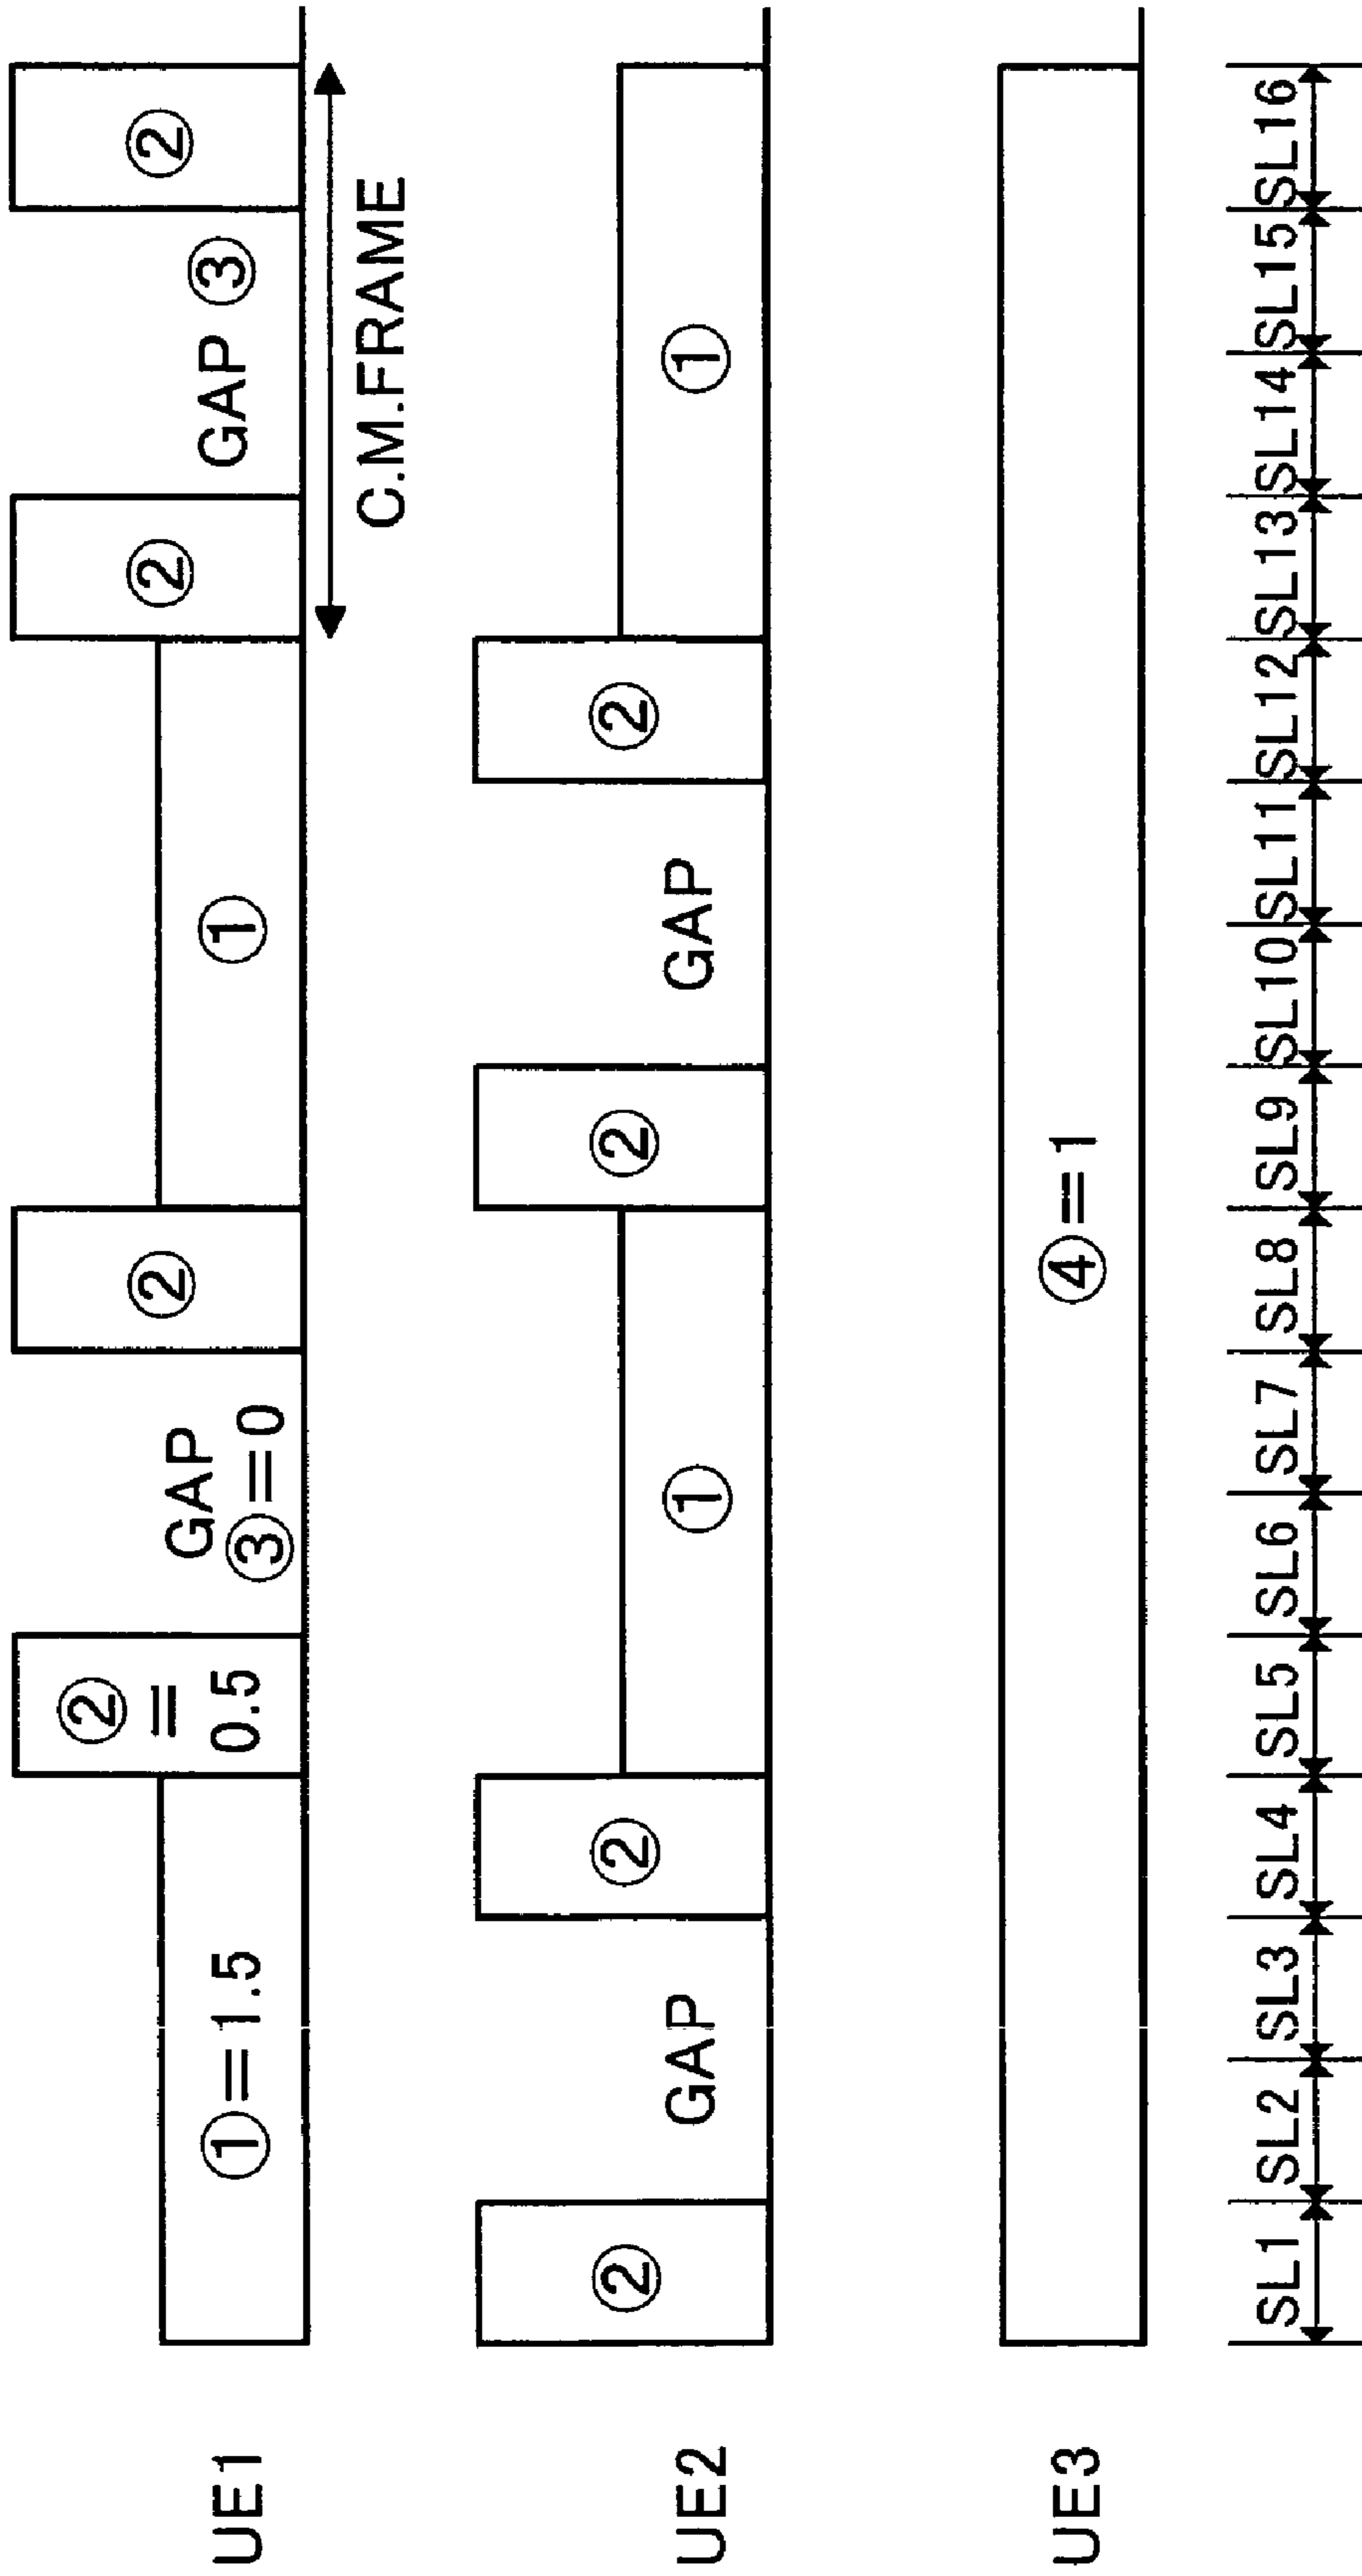 UE1
①=1.5
②
=
0.5
GAP
③=0
②
①
②
GAP ③
②
C.M.FRAME
UE2
②
GAP
②
①
②
GAP
②
①
UE3
④=1
SL1 SL2 SL3 SL4 SL5 SL6 SL7 SL8 SL9 SL10 SL11 SL12 SL13 SL14 SL15 SL16